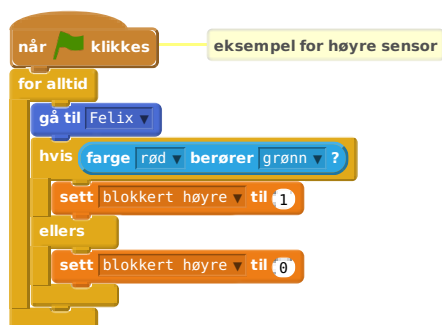 når klikkes eksempel for høyre sensor
for alltid
gå til Felix
hvis farge rød berører grønn ?
sett blokkert høyre til 1
ellers
sett blokkert høyre til 0